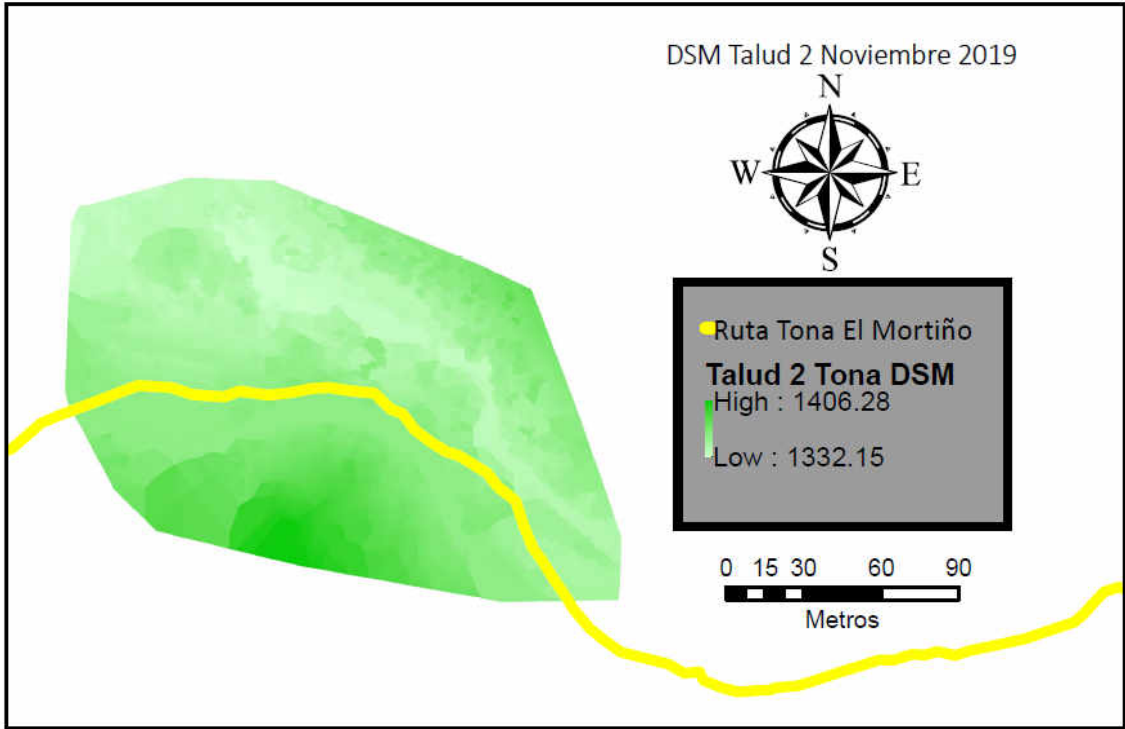 DSM Talud 2 Noviembre 2019
N
W
E
S
Ruta Tona El Mortiño
Talud 2 Tona DSM
High : 1406.28
Low : 1332.15
0 15 30 60 90
Metros